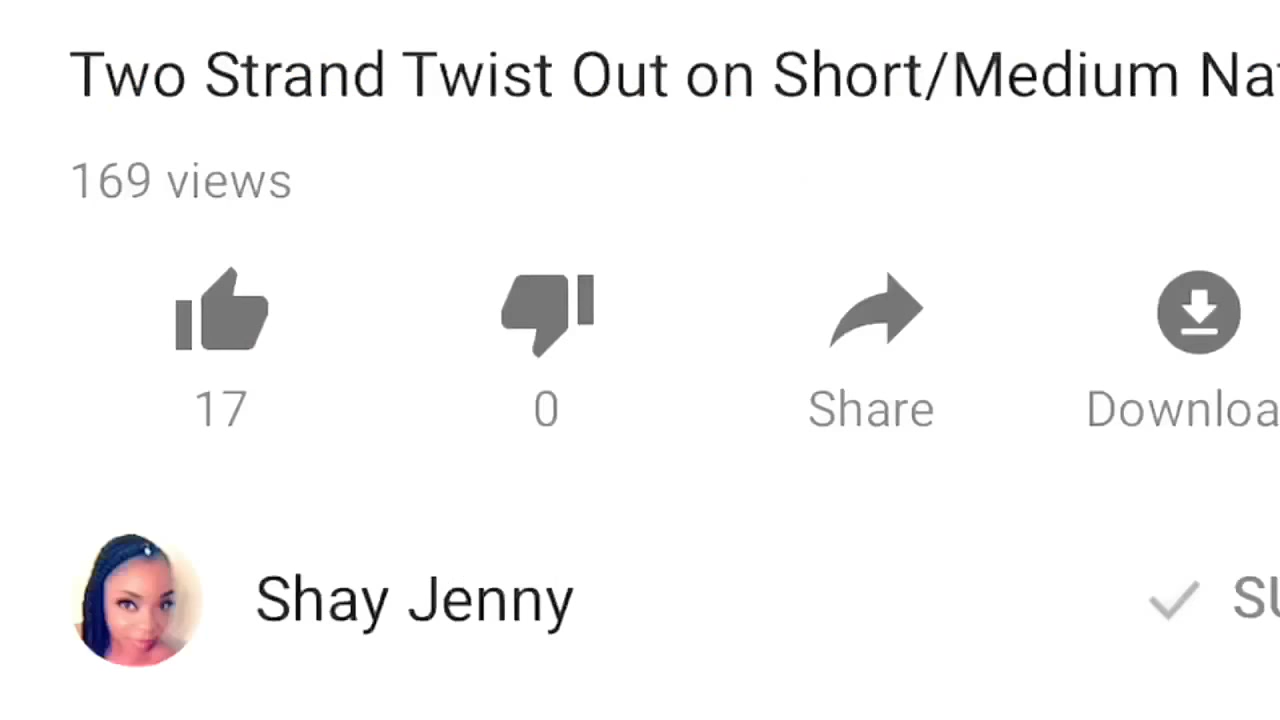 Two Strand Twist Out on Short/Medium Na
169 views
17 0 Share Downloa
Shay Jenny SU